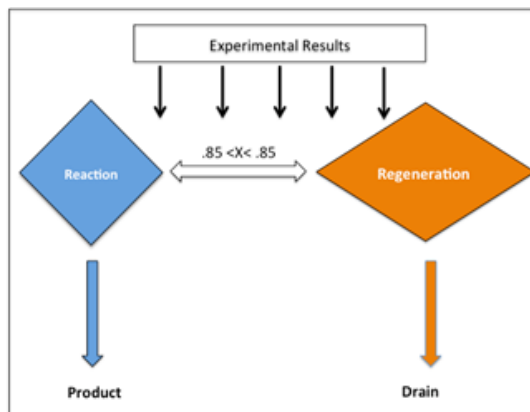 Experimental Results
.85 <X< .85
Reaction
Regeneration
Product
Drain